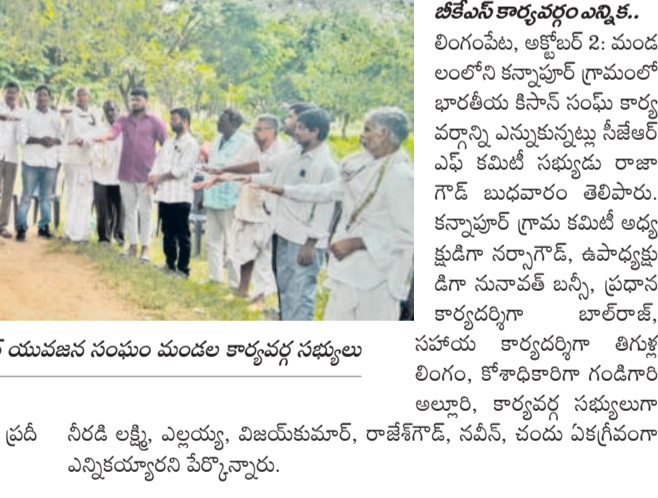 బీకేఎస్ కార్యవర్గం ఎన్నిక..
లింగంపేట, అక్టోబర్ 2: మండ
లంలోని కన్నాపూర్ గ్రామంలో
భారతీయ కిసాన్ సంఘ్ కార్య
వర్గాన్ని ఎన్నుకున్నట్లు సీజేఆర్
ఎఫ్ కమిటీ సభ్యుడు రాజా
గౌడ్ బుధవారం తెలిపారు.
కన్నాపూర్ గ్రామ కమిటీ అధ్య
క్షుడిగా నర్సాగౌడ్, ఉపాధ్యక్షు
డిగా నునావత్ బన్సీ, ప్రధాన
కార్యదర్శిగా బాల్‌రాజ్,
సహాయ కార్యదర్శిగా తిగుళ్ల
లింగం, కోశాధికారిగా గండిగారి
అల్లూరి, కార్యవర్గ సభ్యులుగా
నీరడి లక్ష్మి, ఎల్లయ్య, విజయ్‌కుమార్, రాజేశ్‌గౌడ్, నవీన్, చందు ఏకగ్రీవంగా
ఎన్నికయ్యారని పేర్కొన్నారు.
యువజన సంఘం మండల కార్యవర్గ సభ్యులు
ప్రదీ